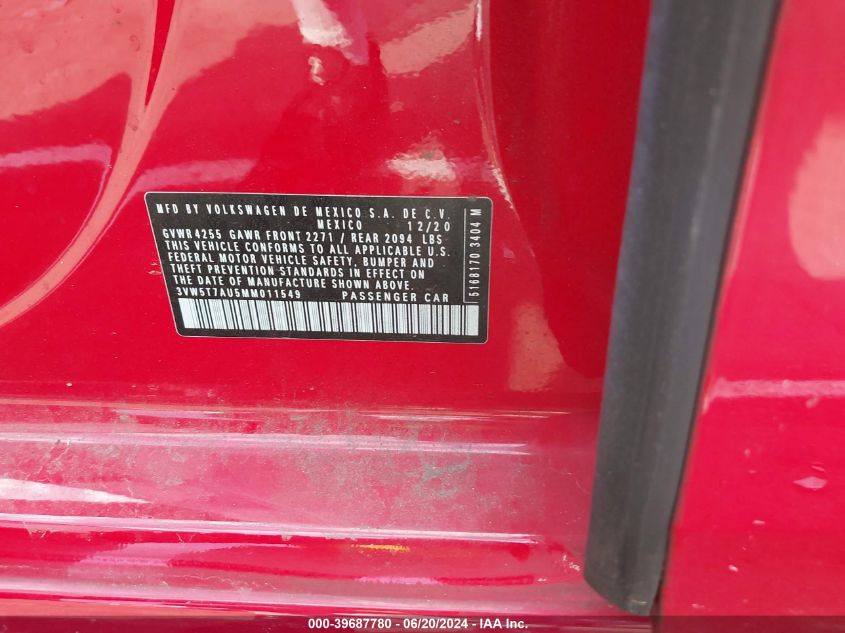 MFD BY VOLKSWAGEN DE MEXICO S.A. DE C.V.
MEXICO 12/20
GVWR 4255 GAWR FRONT 2271 / REAR 2094 LBS
THIS VEHICLE CONFORMS TO ALL APPLICABLE U.S.
FEDERAL MOTOR VEHICLE SAFETY, BUMPER AND
THEFT PREVENTION STANDARDS IN EFFECT ON
THE DATE OF MANUFACTURE SHOWN ABOVE.
3VW5T7AU5MM011549 PASSENGER CAR
5168170 3404 M
000-39687780 - 06/20/2024 - IAA Inc.